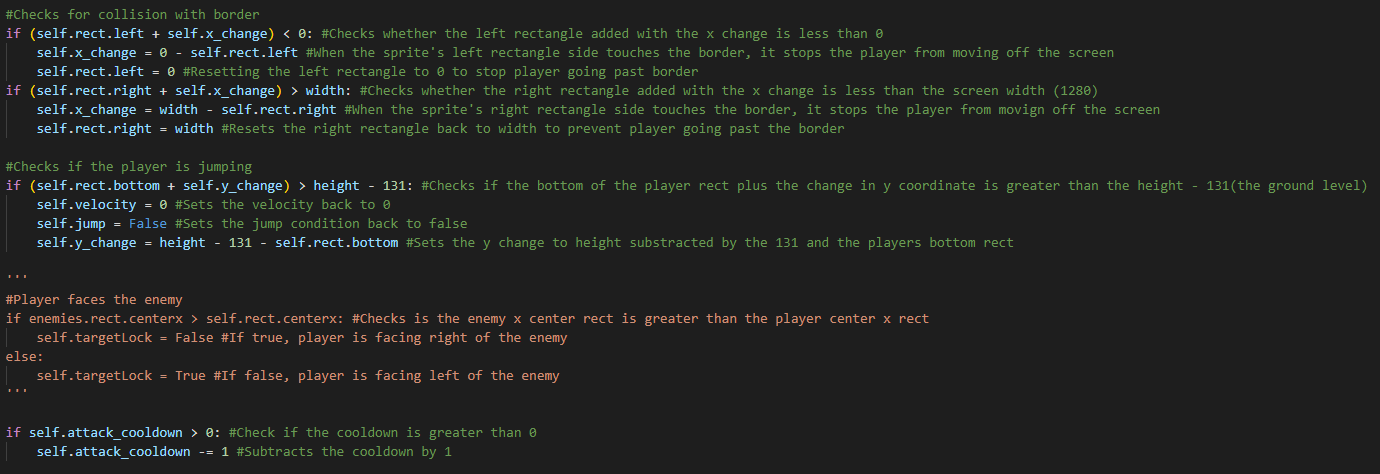 #Checks for collision with border
if (self.rect.left + self.x_change) < 0: #Checks whether the left rectangle added with the x change is less than 0
    self.x_change = 0 - self.rect.left #When the sprite's left rectangle side touches the border, it stops the player from moving off the screen
    self.rect.left = 0 #Resetting the left rectangle to 0 to stop player going past border
if (self.rect.right + self.x_change) > width: #Checks whether the right rectangle added with the x change is less than the screen width (1280)
    self.x_change = width - self.rect.right #When the sprite's right rectangle side touches the border, it stops the player from movign off the screen
    self.rect.right = width #Resets the right rectangle back to width to prevent player going past the border

#Checks if the player is jumping
if (self.rect.bottom + self.y_change) > height - 131: #Checks if the bottom of the player rect plus the change in y coordinate is greater than the height - 131(the ground level)
    self.velocity = 0 #Sets the velocity back to 0
    self.jump = False #Sets the jump condition back to false
    self.y_change = height - 131 - self.rect.bottom #Sets the y change to height substracted by the 131 and the players bottom rect

'''
#Player faces the enemy
if enemies.rect.centerx > self.rect.centerx: #Checks is the enemy x center rect is greater than the player center x rect
    self.targetLock = False #If true, player is facing right of the enemy
else:
    self.targetLock = True #If false, player is facing left of the enemy
'''

if self.attack_cooldown > 0: #Check if the cooldown is greater than 0
    self.attack_cooldown -= 1 #Subtracts the cooldown by 1